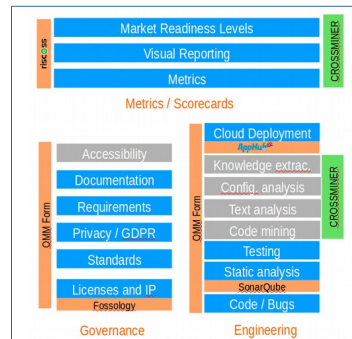 riscoss
Market Readiness Levels
Visual Reporting
Metrics
CROSSMINER
Metrics / Scorecards
OMM Form
Accessibility
Documentation
Requirements
Privacy / GDPR
Standards
Licenses and IP
Fossology
Governance
OMM Form
Cloud Deployment
AppHub
Knowledge extrac.
Config. analysis
Text analysis
Code mining
CROSSMINER
Testing
Static analysis
SonarQube
Code / Bugs
Engineering